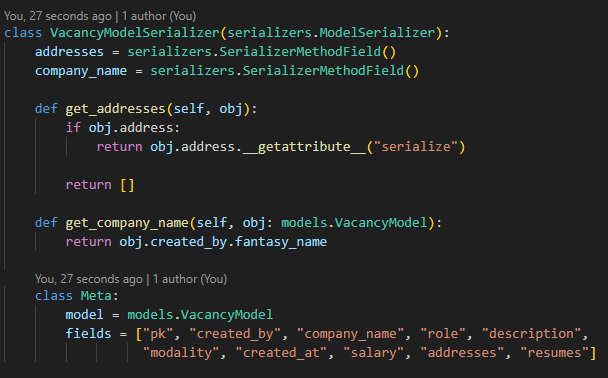 You, 27 seconds ago | 1 author (You)
class VacancyModelSerializer(serializers.ModelSerializer):
    addresses = serializers.SerializerMethodField()
    company_name = serializers.SerializerMethodField()

    def get_addresses(self, obj):
        if obj.address:
            return obj.address.__getattribute__("serialize")

        return []

    def get_company_name(self, obj: models.VacancyModel):
        return obj.created_by.fantasy_name

    You, 27 seconds ago | 1 author (You)
    class Meta:
        model = models.VacancyModel
        fields = ["pk", "created_by", "company_name", "role", "description",
                  "modality", "created_at", "salary", "addresses", "resumes"]